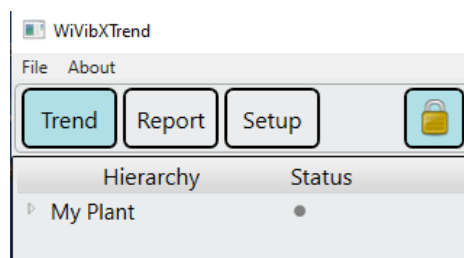 WiVibXTrend
File About
Trend Report Setup
Hierarchy Status
My Plant